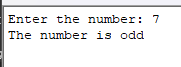 Enter the number: 7
The number is odd